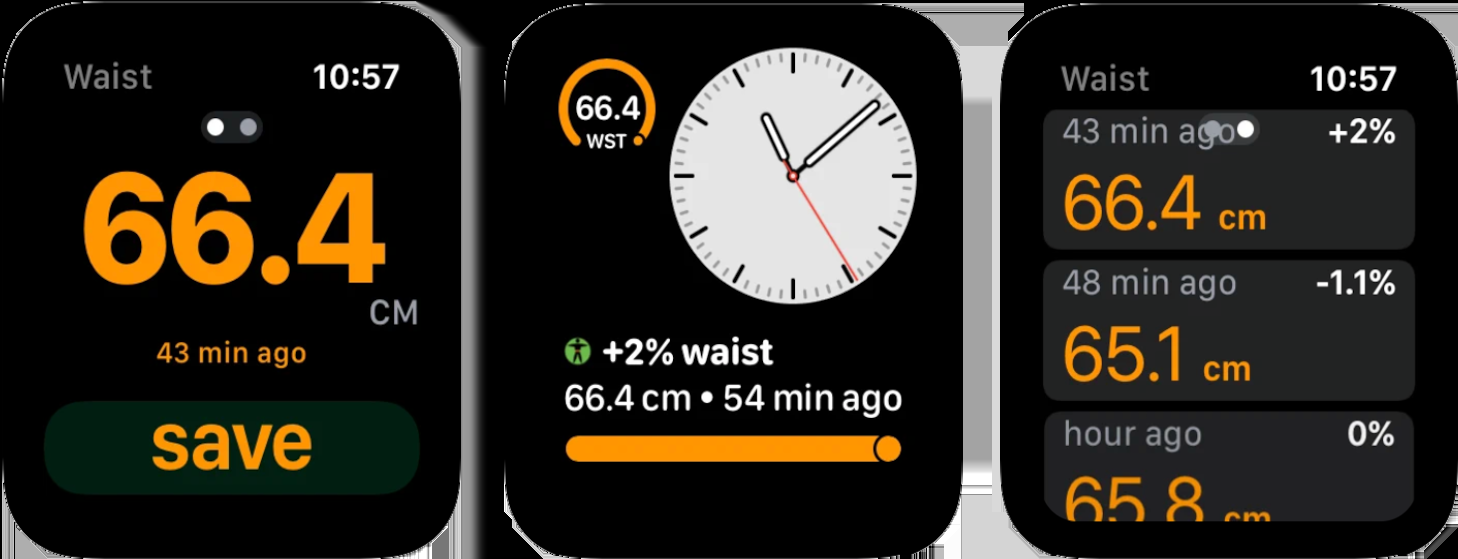 Waist 10:57
66.4
CM
43 min ago
save
66.4
WST
+2% waist
66.4 cm • 54 min ago
Waist 10:57
43 min ago +2%
66.4 cm
48 min ago -1.1%
65.1 cm
hour ago 0%
65.8 cm